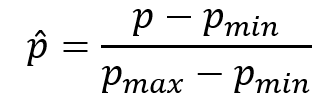 p̂ = (p − p_min) / (p_max − p_min)